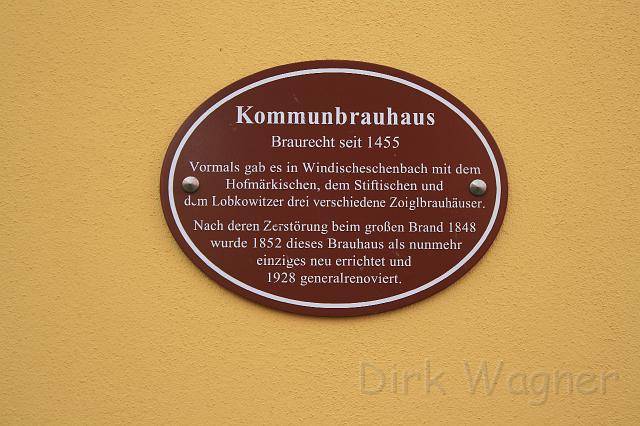 Kommunbrauhaus
Braurecht seit 1455
Vormals gab es in Windischeschenbach mit dem
Hofmärkischen, dem Stiftischen und
dem Lobkowitzer drei verschiedene Zoiglbrauhäuser.
Nach deren Zerstörung beim großen Brand 1848
wurde 1852 dieses Brauhaus als nunmehr
einziges neu errichtet und
1928 generalrenoviert.
Dirk Wagner